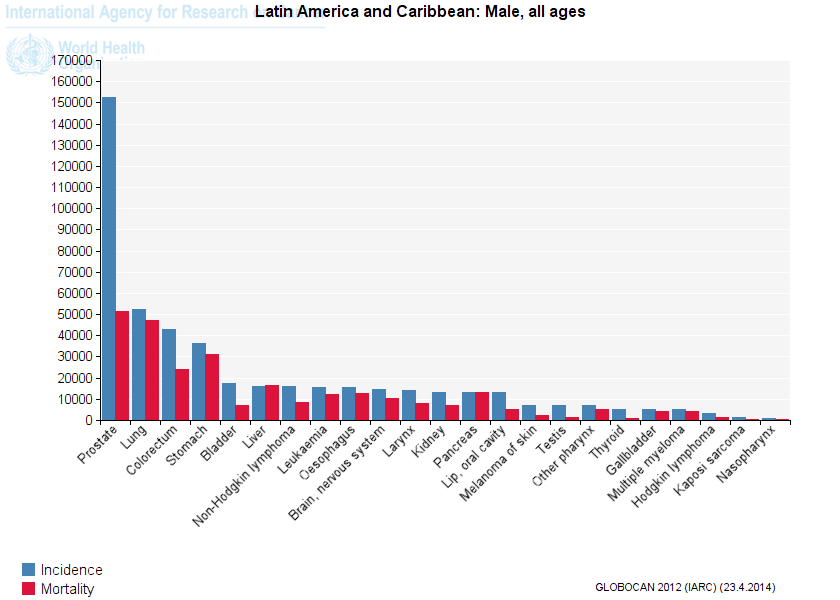 International Agency for Research on
Latin America and Caribbean: Male, all ages
World Health
170000
160000
150000
140000
130000
120000
110000
100000
90000
80000
70000
60000
50000
40000
30000
20000
10000
0
Prostate
Lung
Colorectum
Stomach
Bladder
Liver
Non-Hodgkin lymphoma
Leukaemia
Oesophagus
Brain, nervous system
Larynx
Kidney
Pancreas
Lip, oral cavity
Melanoma of skin
Testis
Other pharynx
Thyroid
Gallbladder
Multiple myeloma
Hodgkin lymphoma
Kaposi sarcoma
Nasopharynx
Incidence
Mortality
GLOBOCAN 2012 (IARC) (23.4.2014)